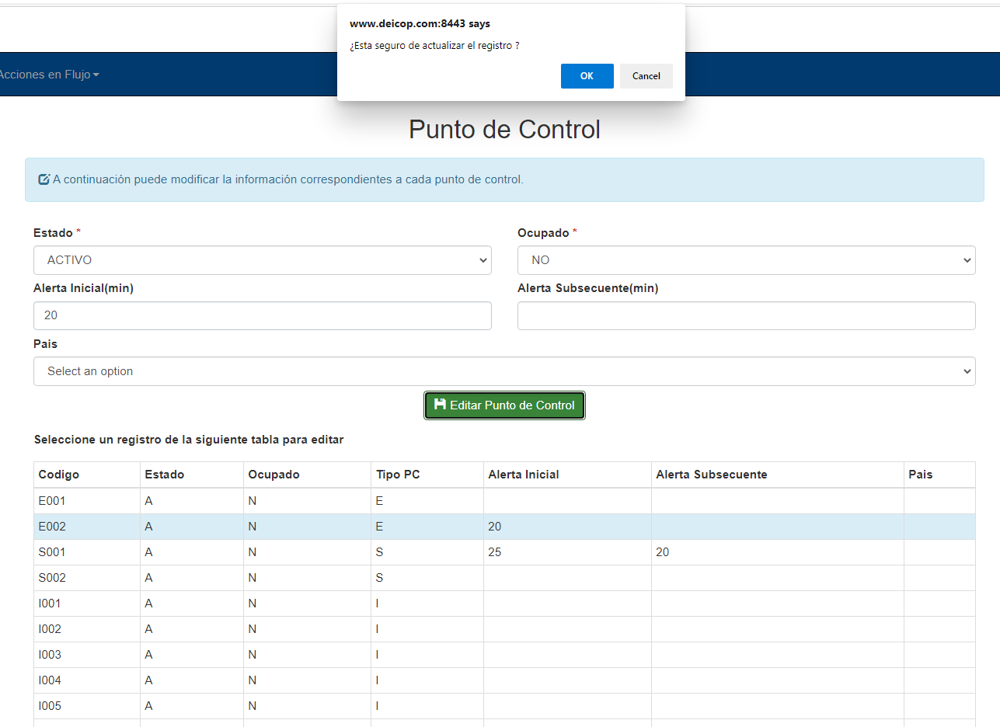 www.deicop.com:8443 says
¿Esta seguro de actualizar el registro ?
OK Cancel
Acciones en Flujo
Punto de Control
A continuación puede modificar la información correspondientes a cada punto de control.
Estado * Ocupado *
ACTIVO NO
Alerta Inicial(min) Alerta Subsecuente(min)
20
Pais
Select an option
Editar Punto de Control
Seleccione un registro de la siguiente tabla para editar
Codigo Estado Ocupado Tipo PC Alerta Inicial Alerta Subsecuente Pais
E001 A N E
E002 A N E 20
S001 A N S 25 20
S002 A N S
I001 A N I
I002 A N I
I003 A N I
I004 A N I
I005 A N I